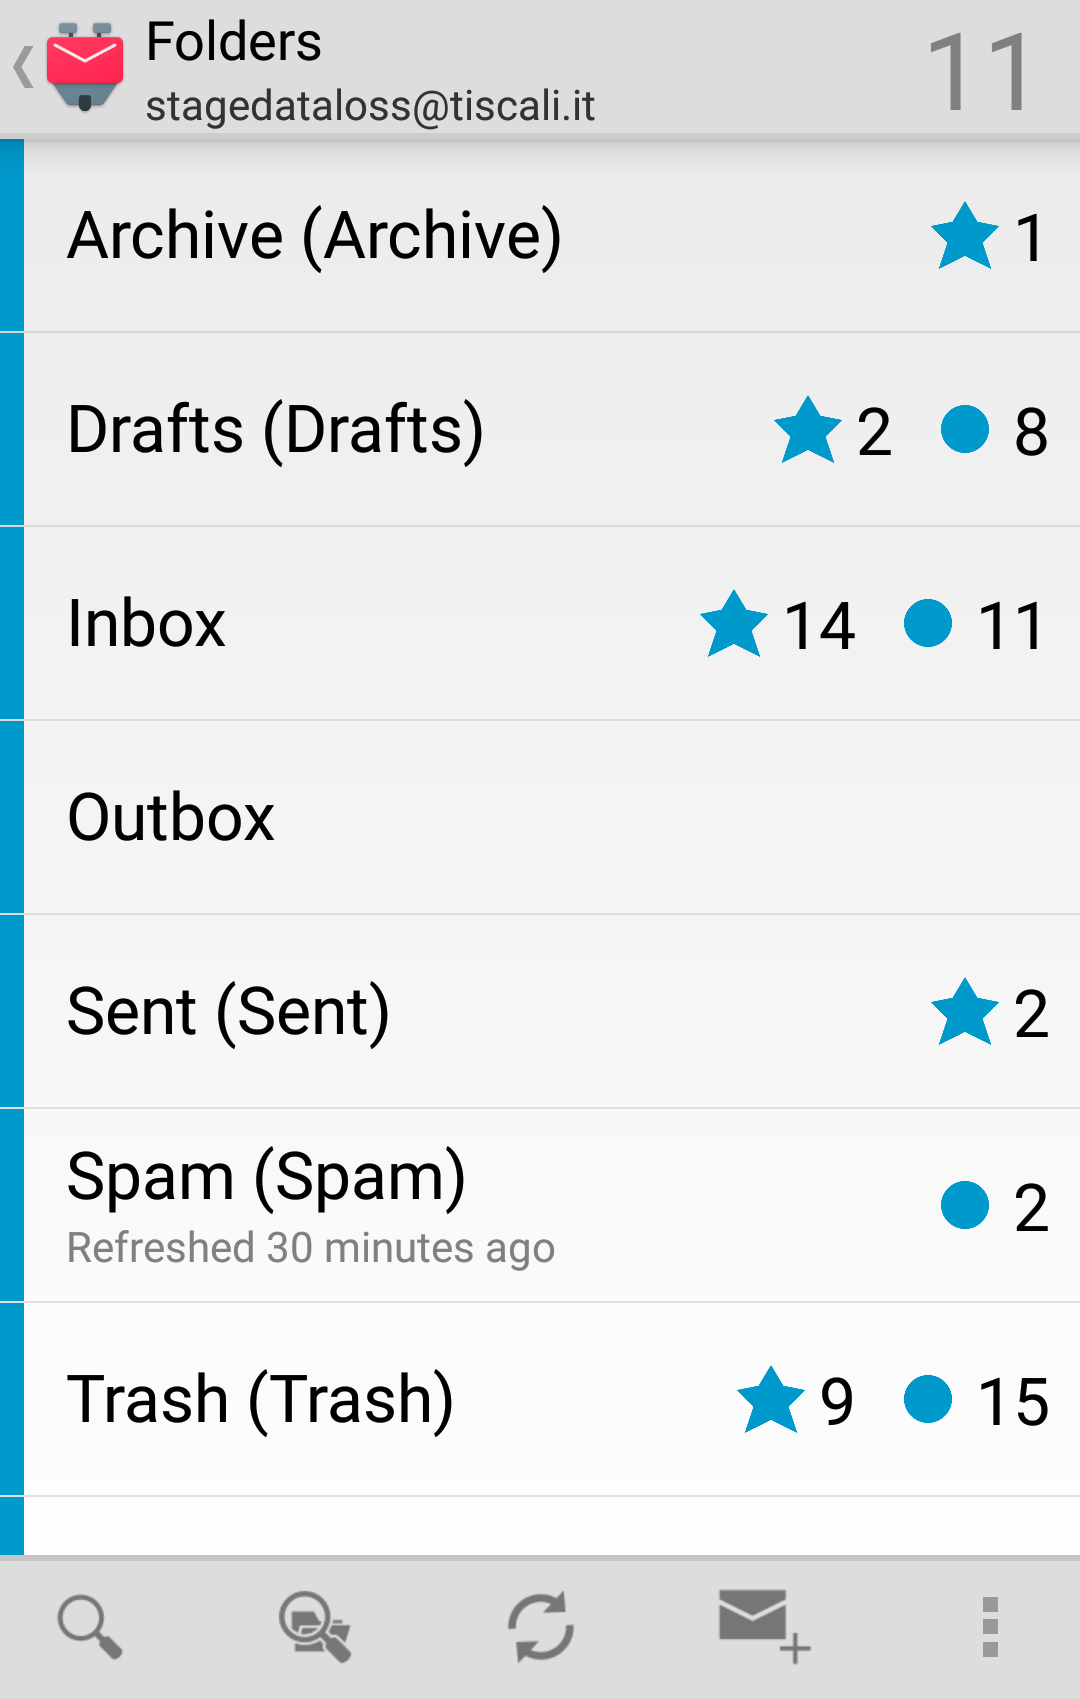 Folders
stagedataloss@tiscali.it
11
Archive (Archive) 1
Drafts (Drafts) 2 8
Inbox 14 11
Outbox
Sent (Sent) 2
Spam (Spam) 2
Refreshed 30 minutes ago
Trash (Trash) 9 15